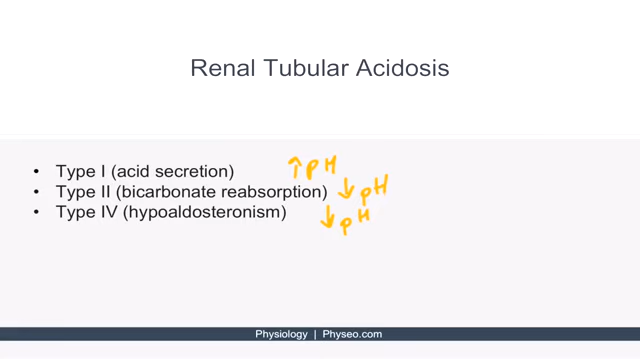 Renal Tubular Acidosis
• Type I (acid secretion) ↑ pH
• Type II (bicarbonate reabsorption) ↓ pH
• Type IV (hypoaldosteronism) ↓ pH
Physiology | Physeo.com